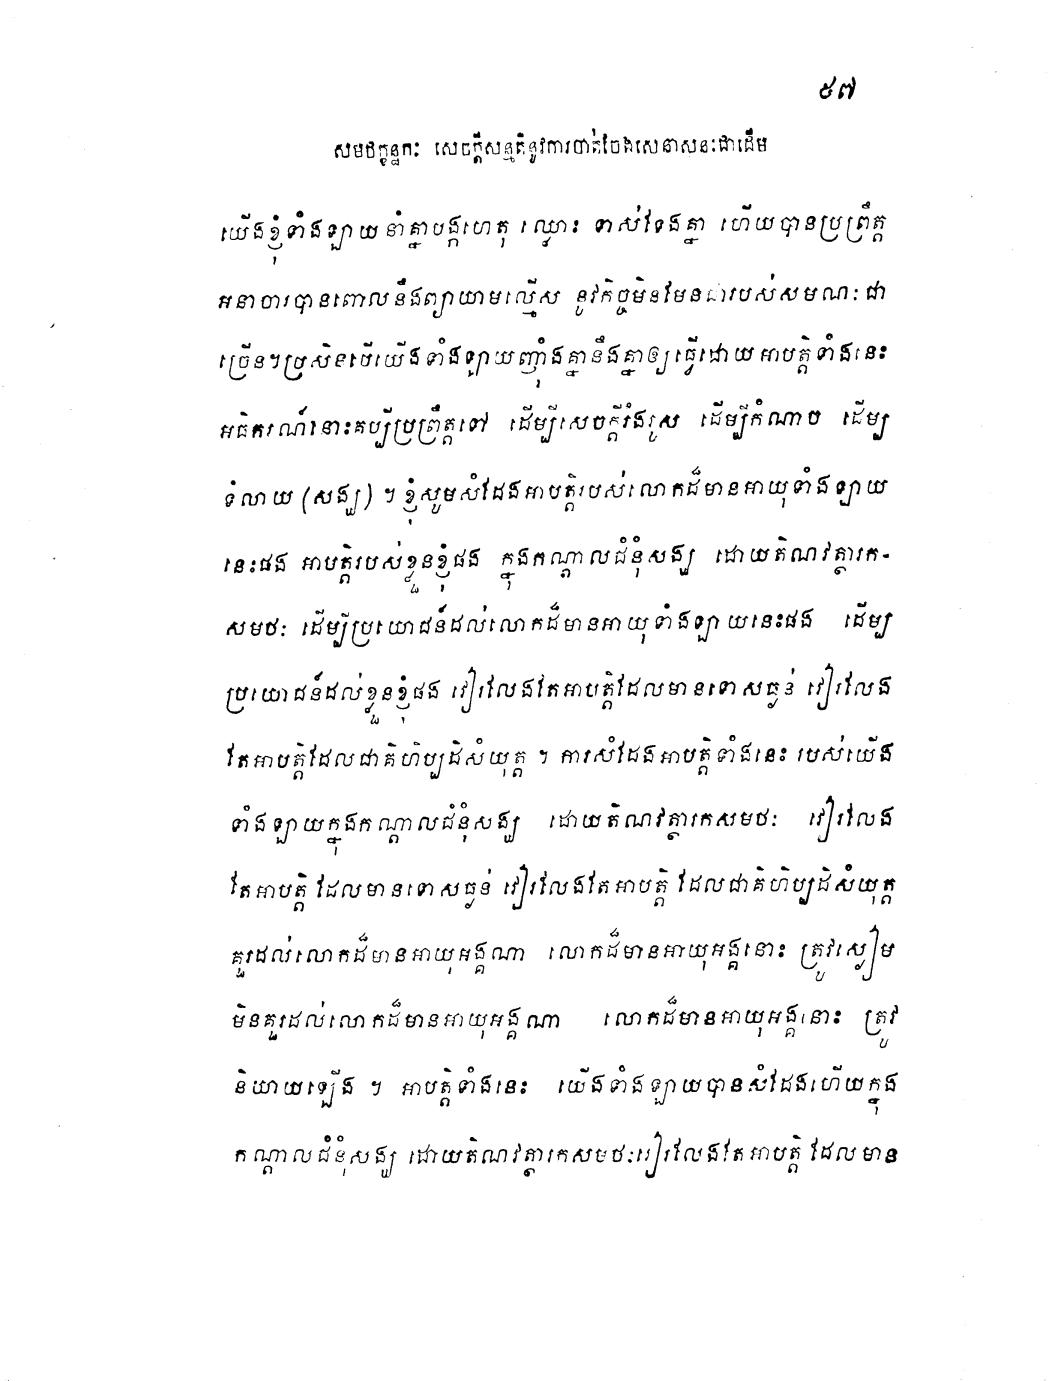 ៥៧
សមថក្ខន្ធកៈ សេចក្តីសន្មតិនូវការចាត់ចែងសេនាសនៈជាដើម
យើងខ្ញុំទាំងឡាយ នាំគ្នាបង្កហេតុ ឈ្លោះ ទាស់ទែងគ្នា ហើយបានប្រព្រឹត្ត
អនាចារបានពោលនឹងព្យាយាមល្មើស នូវកិច្ចមិនមែនជារបស់សមណៈជា
ច្រើន។ប្រសិនបើយើងទាំងឡាយញ៉ាំងគ្នានឹងគ្នាឲ្យធ្វើដោយអាបត្តិទាំងនេះ
អធិករណ៍នោះគប្បីប្រព្រឹត្តទៅ ដើម្បីសេចក្តីរឹងរូស ដើម្បីកំណាច ដើម្បី
ទំលាយ (សង្ឃ) ។ ខ្ញុំសូមសំដែងអាបត្តិរបស់លោកដ៏មានអាយុទាំងឡាយ
នេះផង អាបត្តិរបស់ខ្លួនខ្ញុំផង ក្នុងកណ្តាលជំនុំសង្ឃ ដោយតិណវត្ថារក-
សមថៈ ដើម្បីប្រយោជន៍ដល់លោកដ៏មានអាយុទាំងឡាយនេះផង ដើម្បី
ប្រយោជន៍ដល់ខ្លួនខ្ញុំផង វៀរលែងតែអាបត្តិដែលមានទោសធ្ងន់ វៀរលែង
តែអាបត្តិដែលជាគិហិប្បដិសំយុត្ត ។ ការសំដែងអាបត្តិទាំងនេះ របស់យើង
ទាំងឡាយក្នុងកណ្តាលជំនុំសង្ឃ ដោយតិណវត្ថារកសមថៈ វៀរលែង
តែអាបត្តិ ដែលមានទោសធ្ងន់ វៀរលែងតែអាបត្តិ ដែលជាគិហិប្បដិសំយុត្ត
គួរដល់លោកដ៏មានអាយុអង្គណា លោកដ៏មានអាយុអង្គនោះ ត្រូវស្ងៀម
មិនគួរដល់លោកដ៏មានអាយុអង្គណា លោកដ៏មានអាយុអង្គនោះ ត្រូវ
និយាយឡើង ។ អាបត្តិទាំងនេះ យើងទាំងឡាយបានសំដែងហើយក្នុង
កណ្តាលជំនុំសង្ឃ ដោយតិណវត្ថារកសមថៈវៀរលែងតែអាបត្តិ ដែលមាន